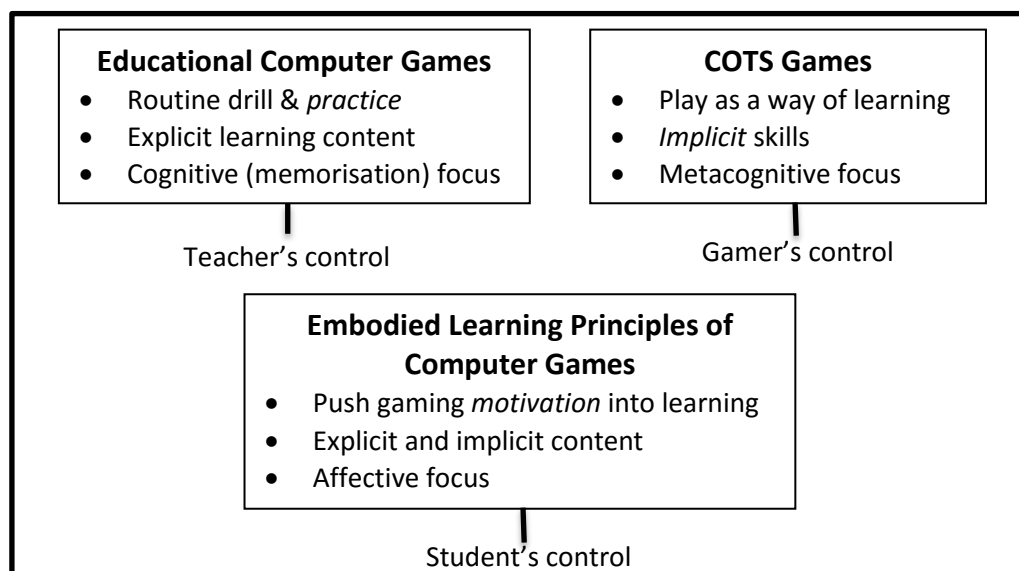 Educational Computer Games
• Routine drill & practice
• Explicit learning content
• Cognitive (memorisation) focus
Teacher’s control
COTS Games
• Play as a way of learning
• Implicit skills
• Metacognitive focus
Gamer’s control
Embodied Learning Principles of
Computer Games
• Push gaming motivation into learning
• Explicit and implicit content
• Affective focus
Student’s control